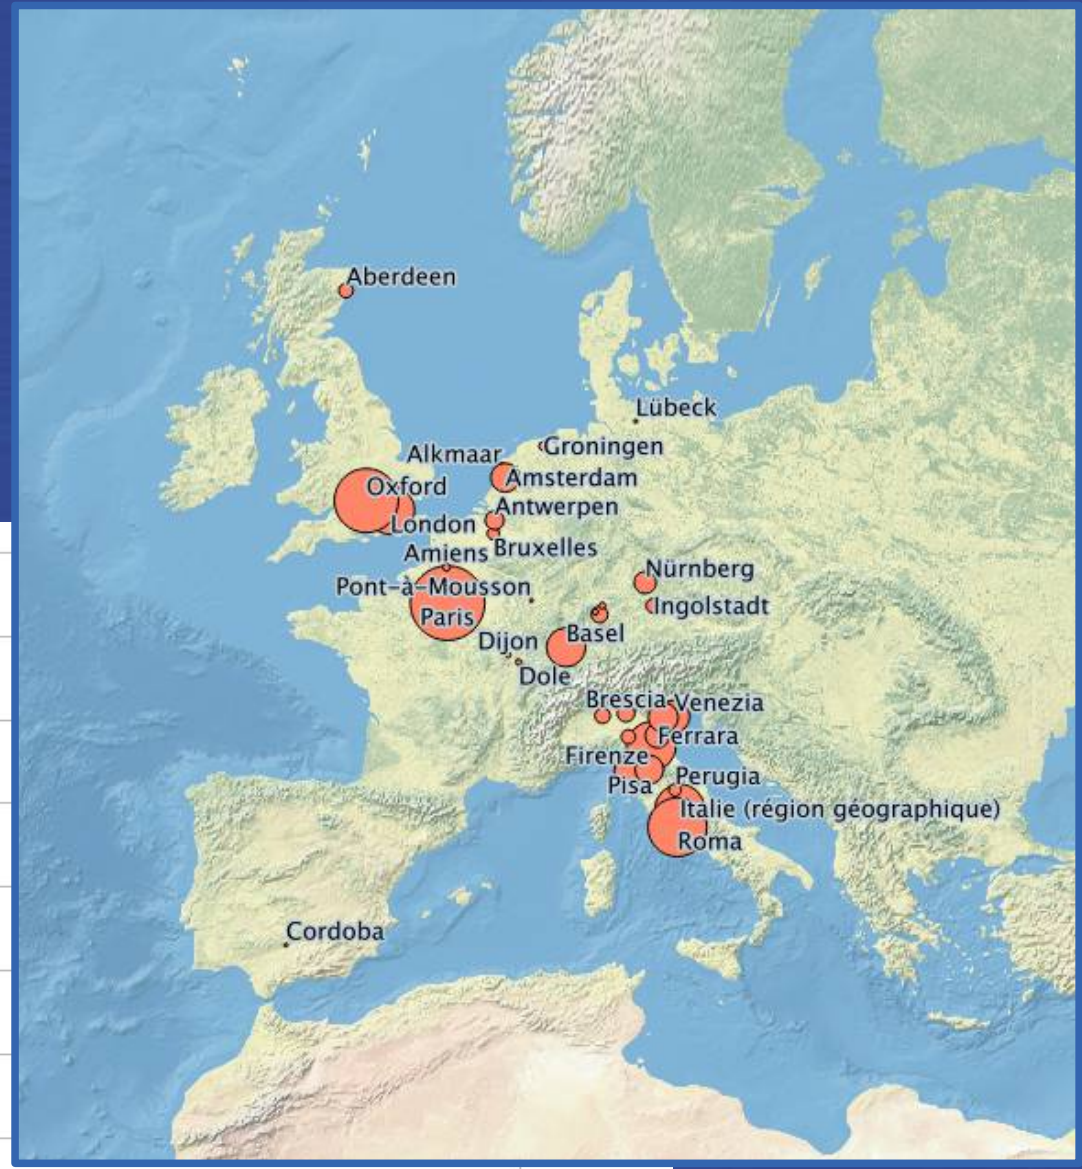 Aberdeen
Lübeck
Groningen
Alkmaar
Amsterdam
Oxford
Antwerpen
London
Bruxelles
Amiens
Nürnberg
Pont-à-Mousson
Ingolstadt
Paris
Basel
Dijon
Dole
Brescia
Venezia
Ferrara
Firenze
Perugia
Pisa
Italie (région géographique)
Roma
Cordoba